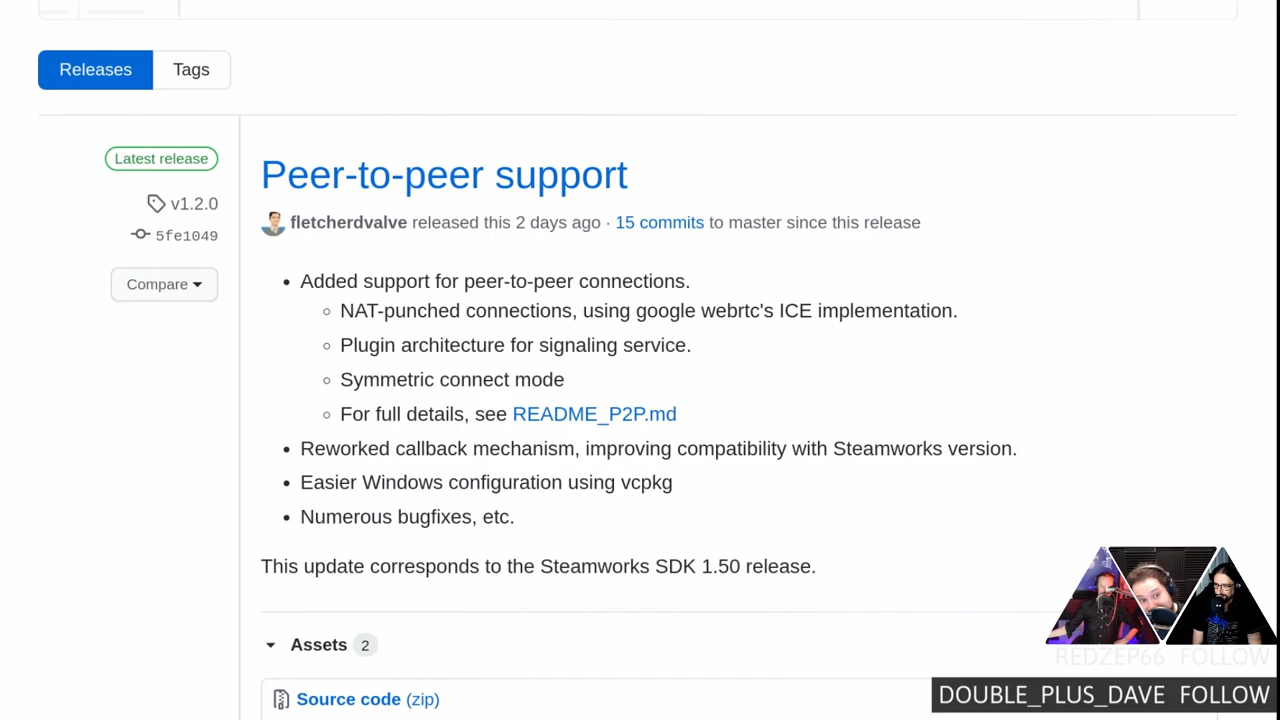 Releases
Tags
Latest release
v1.2.0
5fe1049
Compare
Peer-to-peer support
fletcherdvalve released this 2 days ago · 15 commits to master since this release
Added support for peer-to-peer connections.
NAT-punched connections, using google webrtc's ICE implementation.
Plugin architecture for signaling service.
Symmetric connect mode
For full details, see README_P2P.md
Reworked callback mechanism, improving compatibility with Steamworks version.
Easier Windows configuration using vcpkg
Numerous bugfixes, etc.
This update corresponds to the Steamworks SDK 1.50 release.
Assets 2
Source code (zip)
REDZEP66 FOLLOW
DOUBLE_PLUS_DAVE FOLLOW